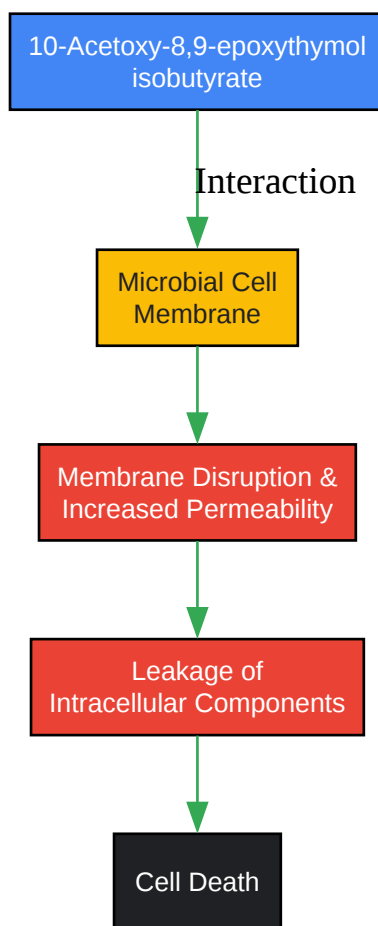 10-Acetoxy-8,9-epoxythymol
isobutyrate
Interaction
Microbial Cell
Membrane
Membrane Disruption &
Increased Permeability
Leakage of
Intracellular Components
Cell Death